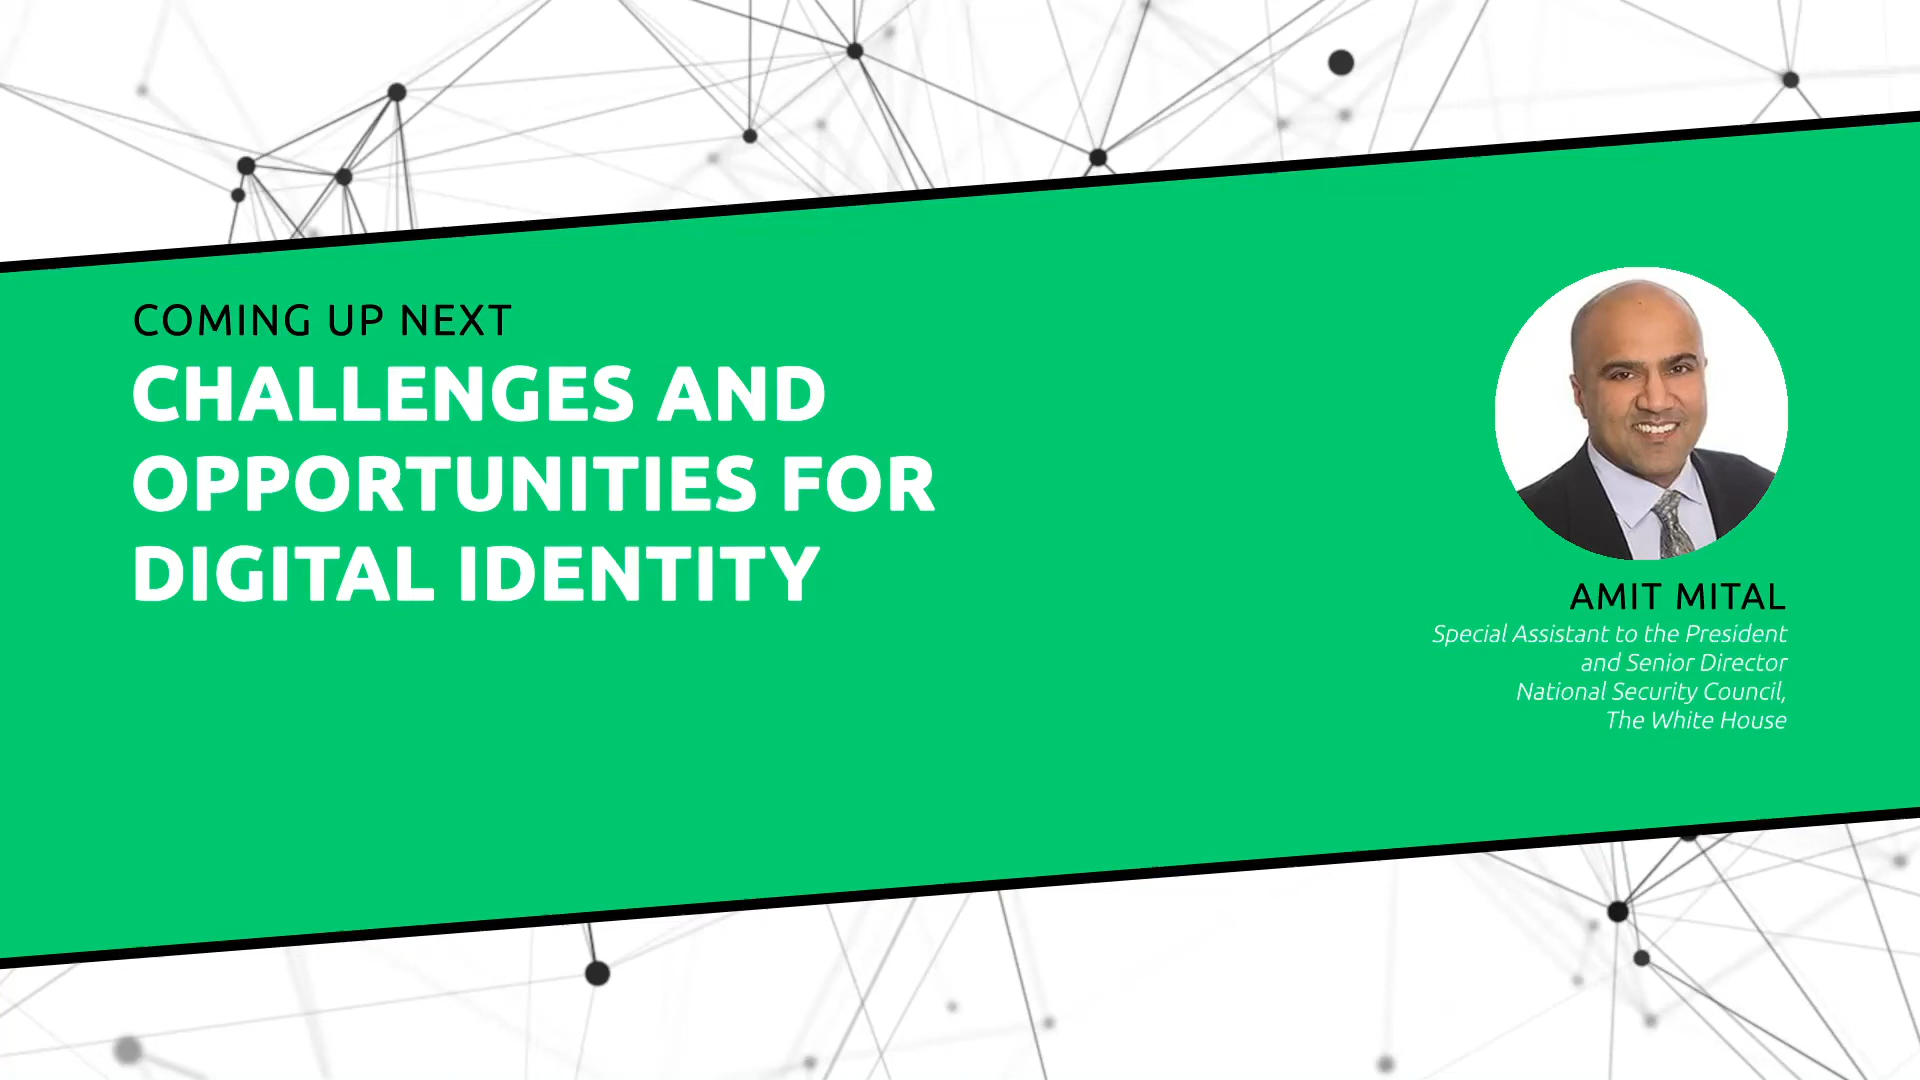 COMING UP NEXT
CHALLENGES AND
OPPORTUNITIES FOR
DIGITAL IDENTITY
AMIT MITAL
Special Assistant to the President
and Senior Director
National Security Council,
The White House